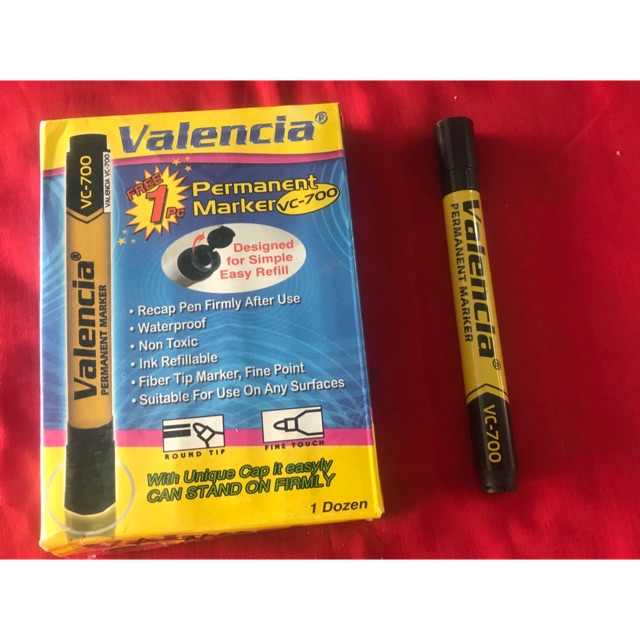 Valencia®
FREE
1 Pc
Permanent
Marker VC-700
Designed
for Simple
Easy Refill
• Recap Pen Firmly After Use
• Waterproof
• Non Toxic
• Ink Refillable
• Fiber Tip Marker, Fine Point
• Suitable For Use On Any Surfaces
ROUND TIP
FINE TOUCH
With Unique Cap it easyly
CAN STAND ON FIRMLY
1 Dozen
VC-700
VALENCIA VC-700
Valencia®
PERMANENT MARKER
Valencia®
PERMANENT MARKER
VC-700